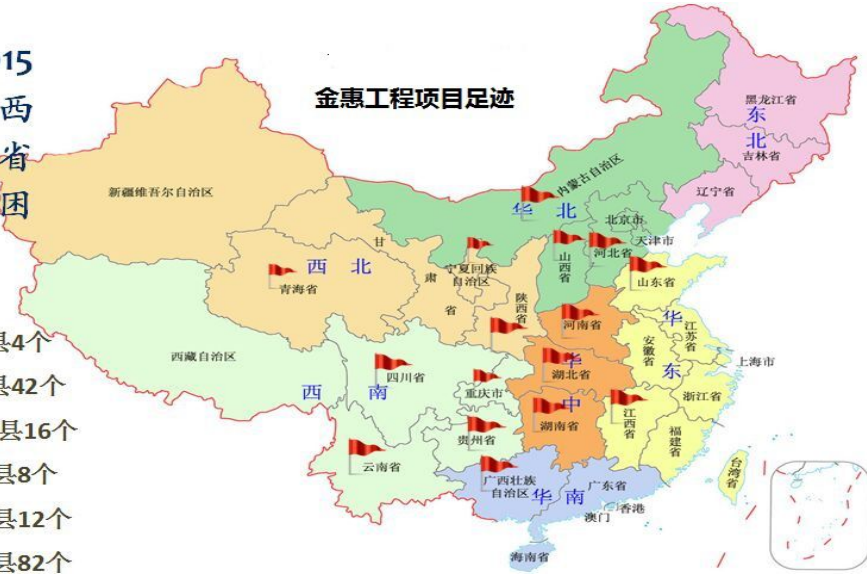 15
西
省
困
县4个
县42个
县16个
县8个
县12个
县82个
金惠工程项目足迹
黑龙江省
东北
吉林省
辽宁省
内蒙古自治区
华北
北京市
天津市
河北省
山西省
山东省
新疆维吾尔自治区
甘肃省
宁夏回族
自治区
陕西省
西北
青海省
西藏自治区
西南
四川省
重庆市
贵州省
云南省
河南省
华中
湖北省
湖南省
华东
江苏省
安徽省
上海市
浙江省
江西省
福建省
台湾省
广西壮族
自治区
华南
广东省
香港
澳门
海南省